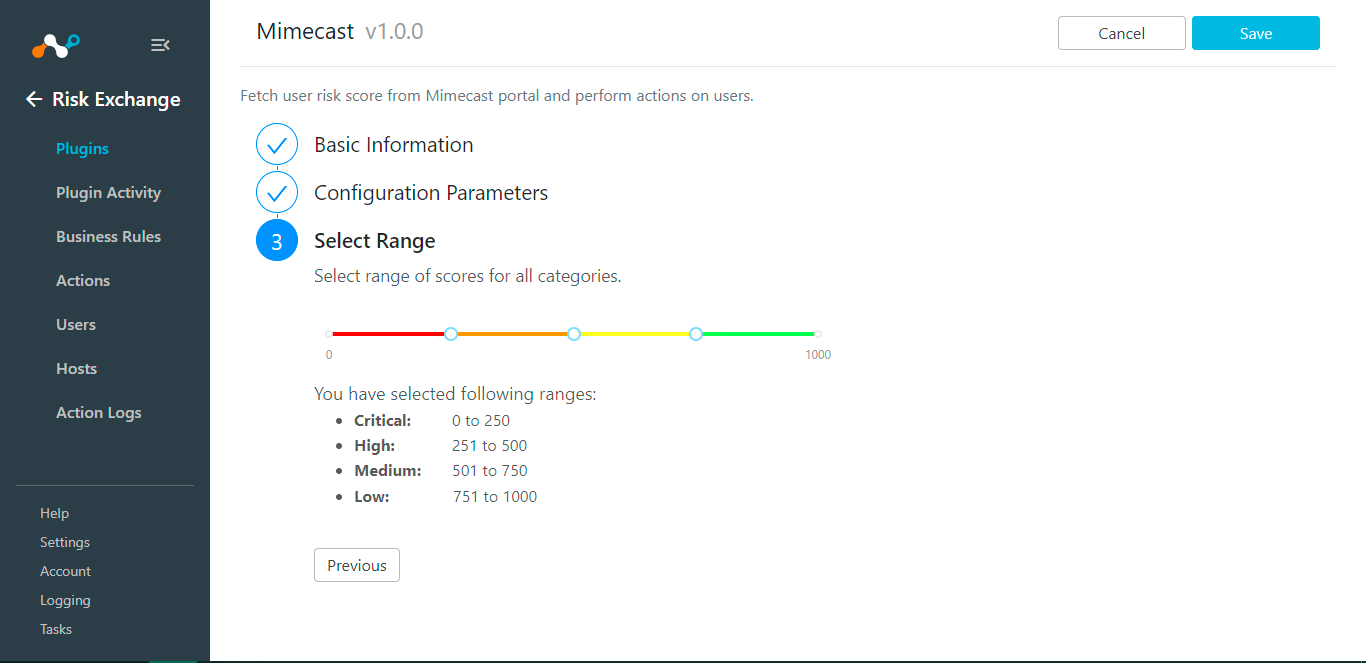 Risk Exchange
Plugins
Plugin Activity
Business Rules
Actions
Users
Hosts
Action Logs
Help
Settings
Account
Logging
Tasks
Mimecast v1.0.0
Cancel
Save
Fetch user risk score from Mimecast portal and perform actions on users.
Basic Information
Configuration Parameters
3 Select Range
Select range of scores for all categories.
0 1000
You have selected following ranges:
• Critical: 0 to 250
• High: 251 to 500
• Medium: 501 to 750
• Low: 751 to 1000
Previous